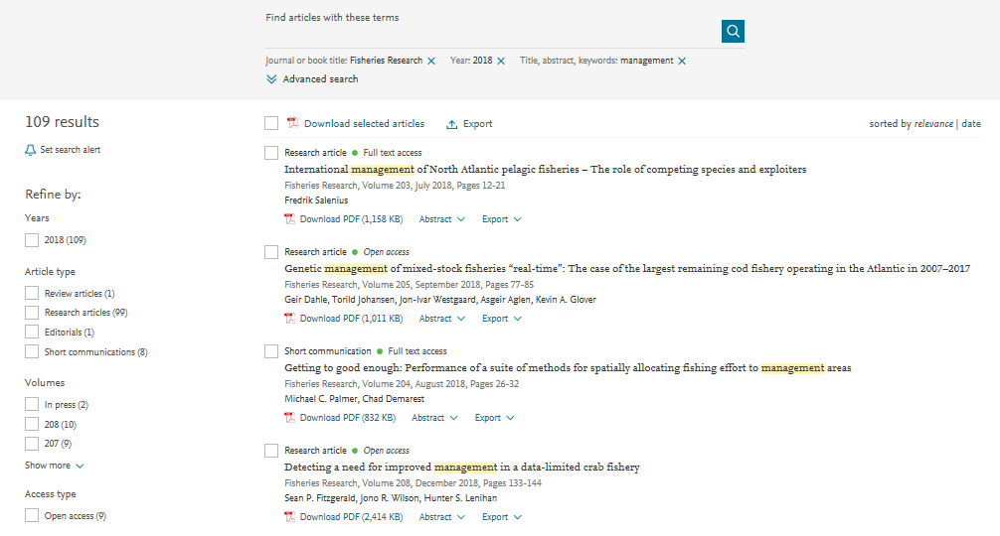 Find articles with these terms
Journal or book title: Fisheries Research Year: 2018 Title, abstract, keywords: management
Advanced search
109 results
Set search alert
Refine by:
Years
2018 (109)
Article type
Review articles (1)
Research articles (99)
Editorials (1)
Short communications (8)
Volumes
In press (2)
208 (10)
207 (9)
Show more
Access type
Open access (9)
Download selected articles Export sorted by relevance | date
Research article Full text access
International management of North Atlantic pelagic fisheries – The role of competing species and exploiters
Fisheries Research, Volume 203, July 2018, Pages 12-21
Fredrik Salenius
Download PDF (1,158 KB) Abstract Export
Research article Open access
Genetic management of mixed-stock fisheries “real-time”: The case of the largest remaining cod fishery operating in the Atlantic in 2007–2017
Fisheries Research, Volume 205, September 2018, Pages 77-85
Geir Dahle, Torild Johansen, Jon-Ivar Westgaard, Asgeir Aglen, Kevin A. Glover
Download PDF (1,011 KB) Abstract Export
Short communication Full text access
Getting to good enough: Performance of a suite of methods for spatially allocating fishing effort to management areas
Fisheries Research, Volume 204, August 2018, Pages 26-32
Michael C. Palmer, Chad Demarest
Download PDF (832 KB) Abstract Export
Research article Open access
Detecting a need for improved management in a data-limited crab fishery
Fisheries Research, Volume 208, December 2018, Pages 133-144
Sean P. Fitzgerald, Jono R. Wilson, Hunter S. Lenihan
Download PDF (2,414 KB) Abstract Export